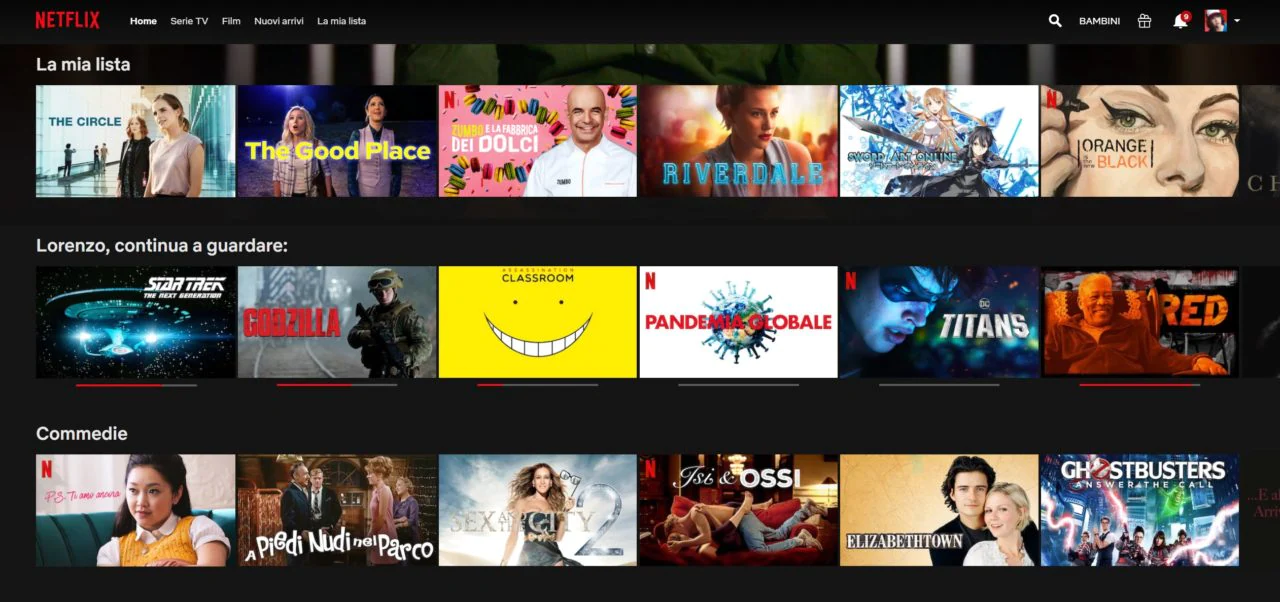 NETFLIX Home Serie TV Film Nuovi arrivi La mia lista BAMBINI 9
La mia lista
THE CIRCLE
The Good Place
N
ZUMBO E LA FABBRICA
DEI DOLCI
ZUMBO
RIVERDALE
SWORD ART ONLINE
N
ORANGE
IS THE NEW
BLACK
CH
Lorenzo, continua a guardare:
STAR TREK
THE NEXT GENERATION
GODZILLA
ASSASSINATION
CLASSROOM
N
PANDEMIA GLOBALE
N
DC
TITANS
RED
Commedie
N
P.S. Ti amo ancora
A PiEDi NUDi nel PaRCO
SEX AND THE CITY
2
N
Isi & OSSI
ELIZABETHTOWN
GHOSTBUSTERS
ANSWER THE CALL
...E a
Arriv